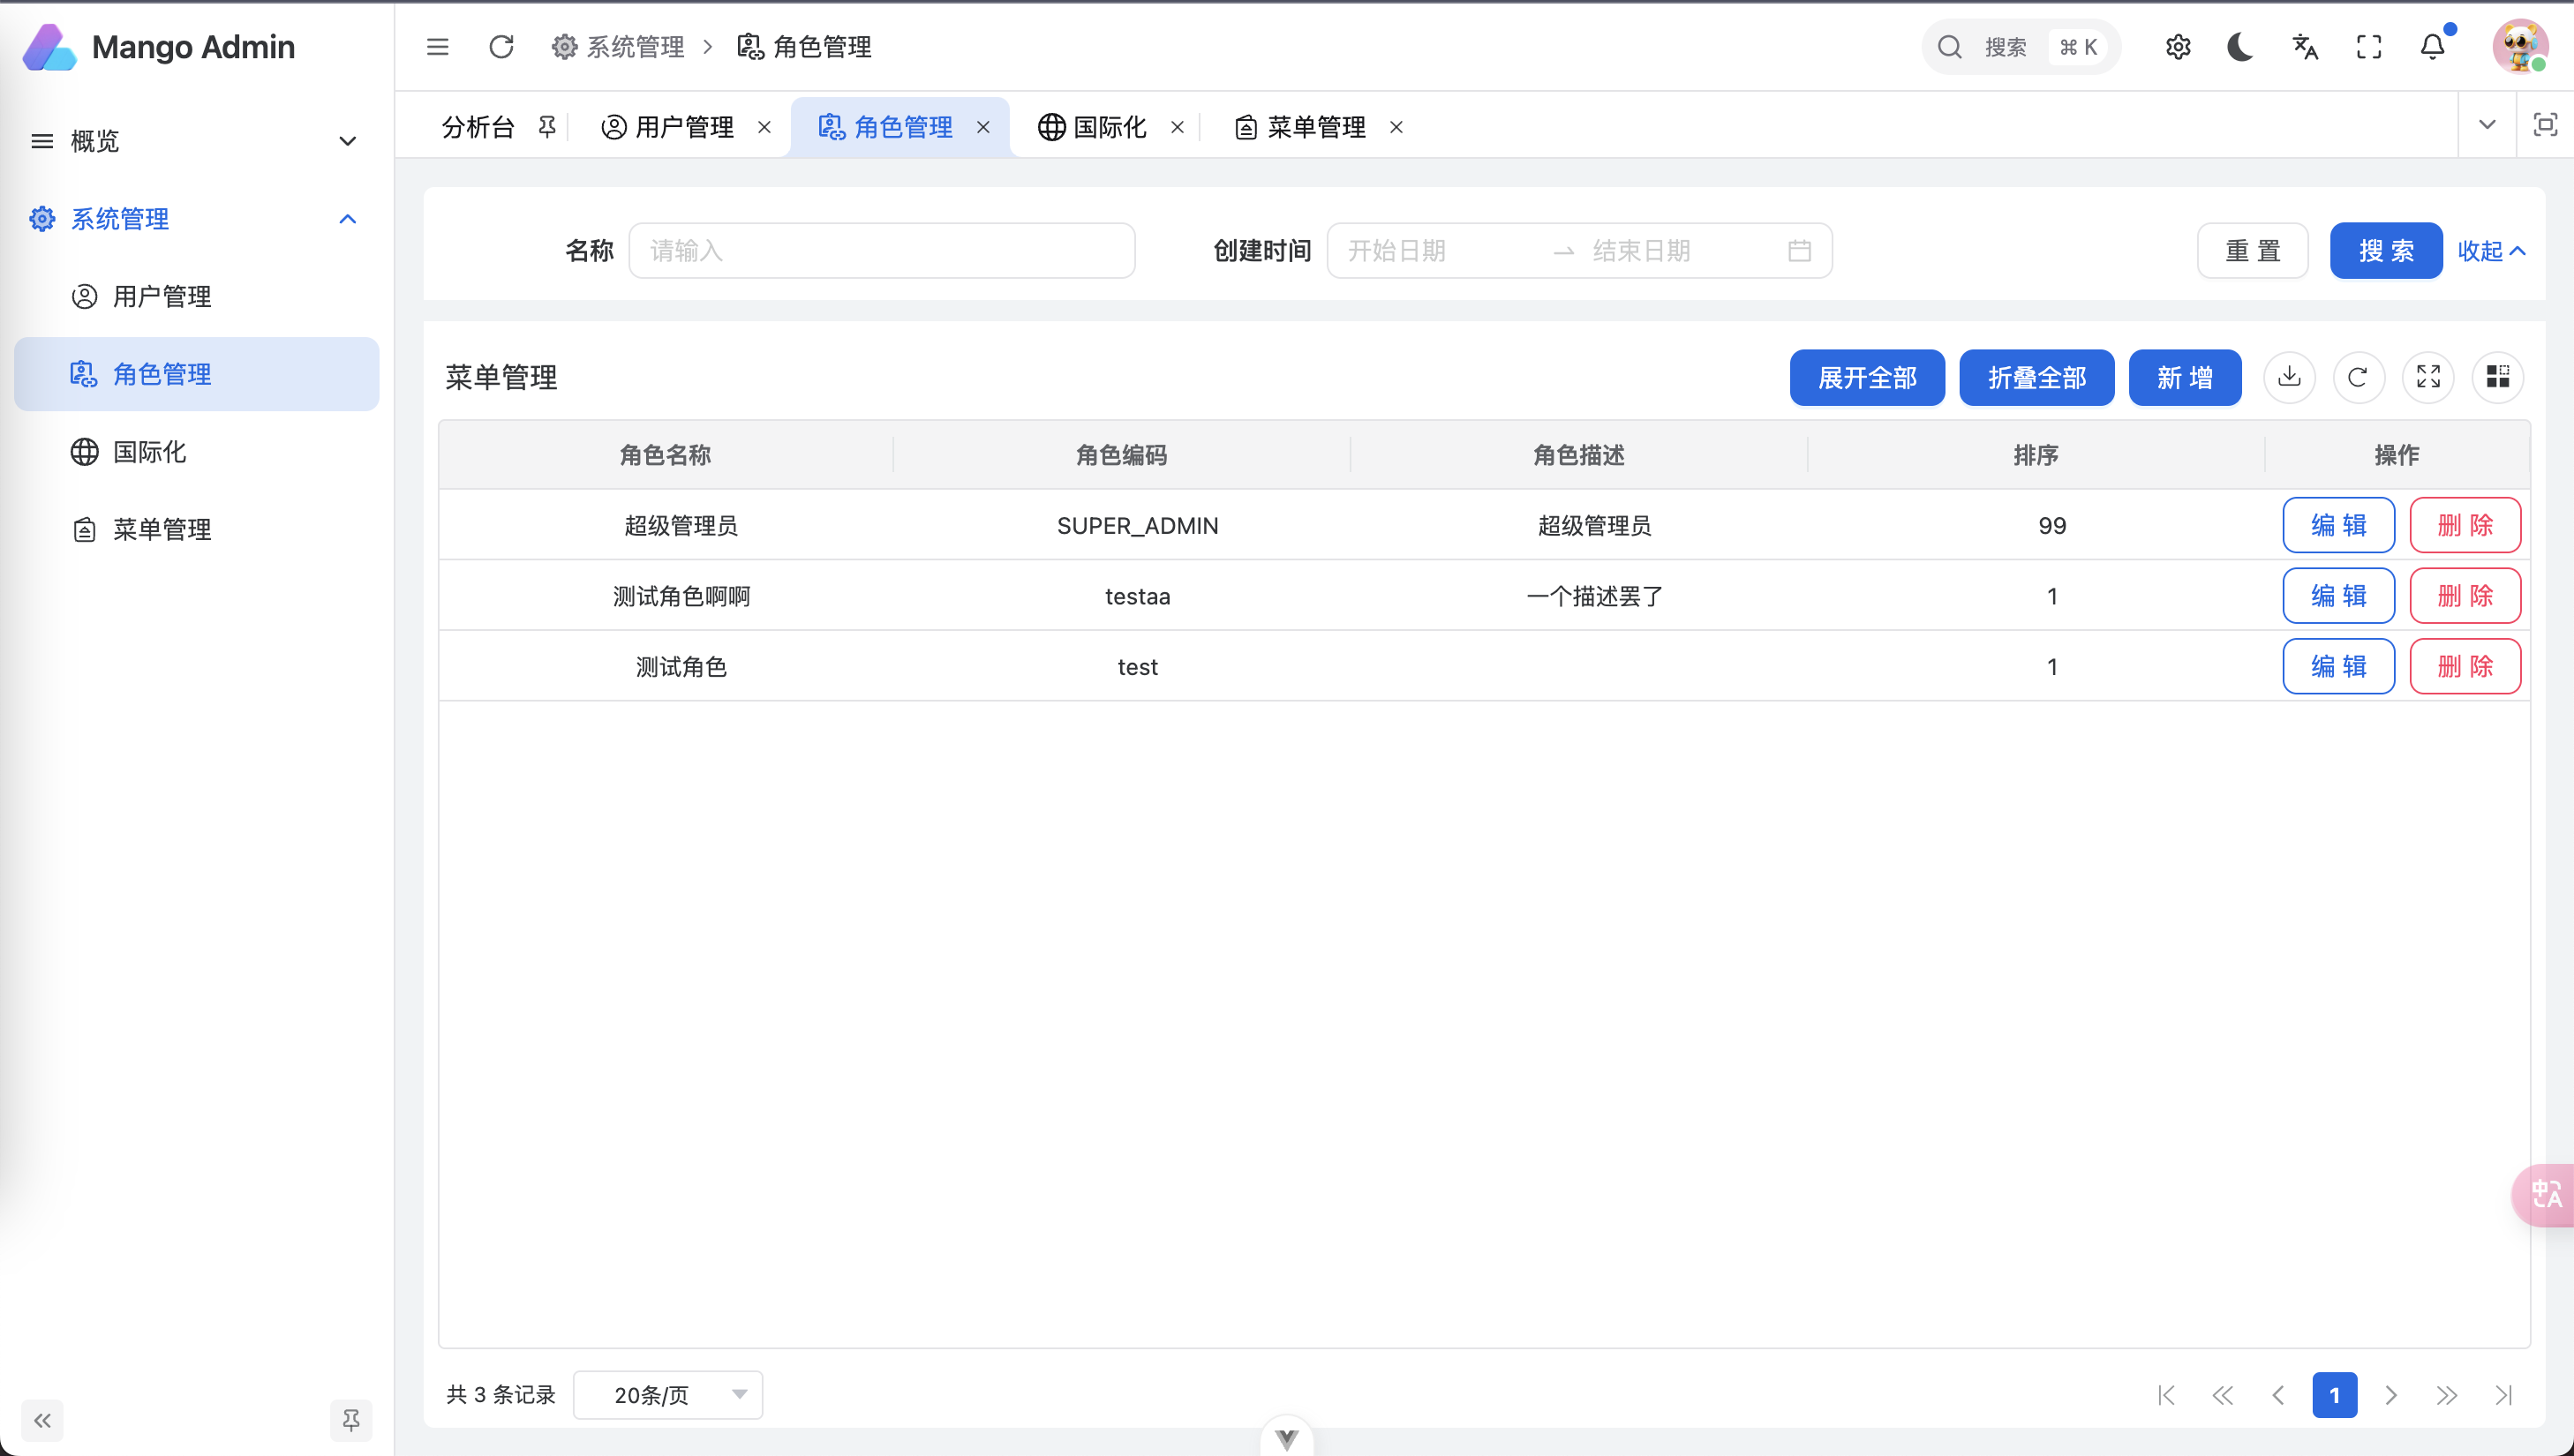 Mango Admin
概览
系统管理
用户管理
角色管理
国际化
菜单管理
系统管理 > 角色管理
搜索 ⌘ K
分析台 用户管理 角色管理 国际化 菜单管理
名称 请输入 创建时间 开始日期 → 结束日期 重 置 搜 索 收起
菜单管理 展开全部 折叠全部 新 增
角色名称 角色编码 角色描述 排序 操作
超级管理员 SUPER_ADMIN 超级管理员 99 编 辑 删 除
测试角色啊啊 testaa 一个描述罢了 1 编 辑 删 除
测试角色 test 1 编 辑 删 除
中A
共 3 条记录 20条/页 1